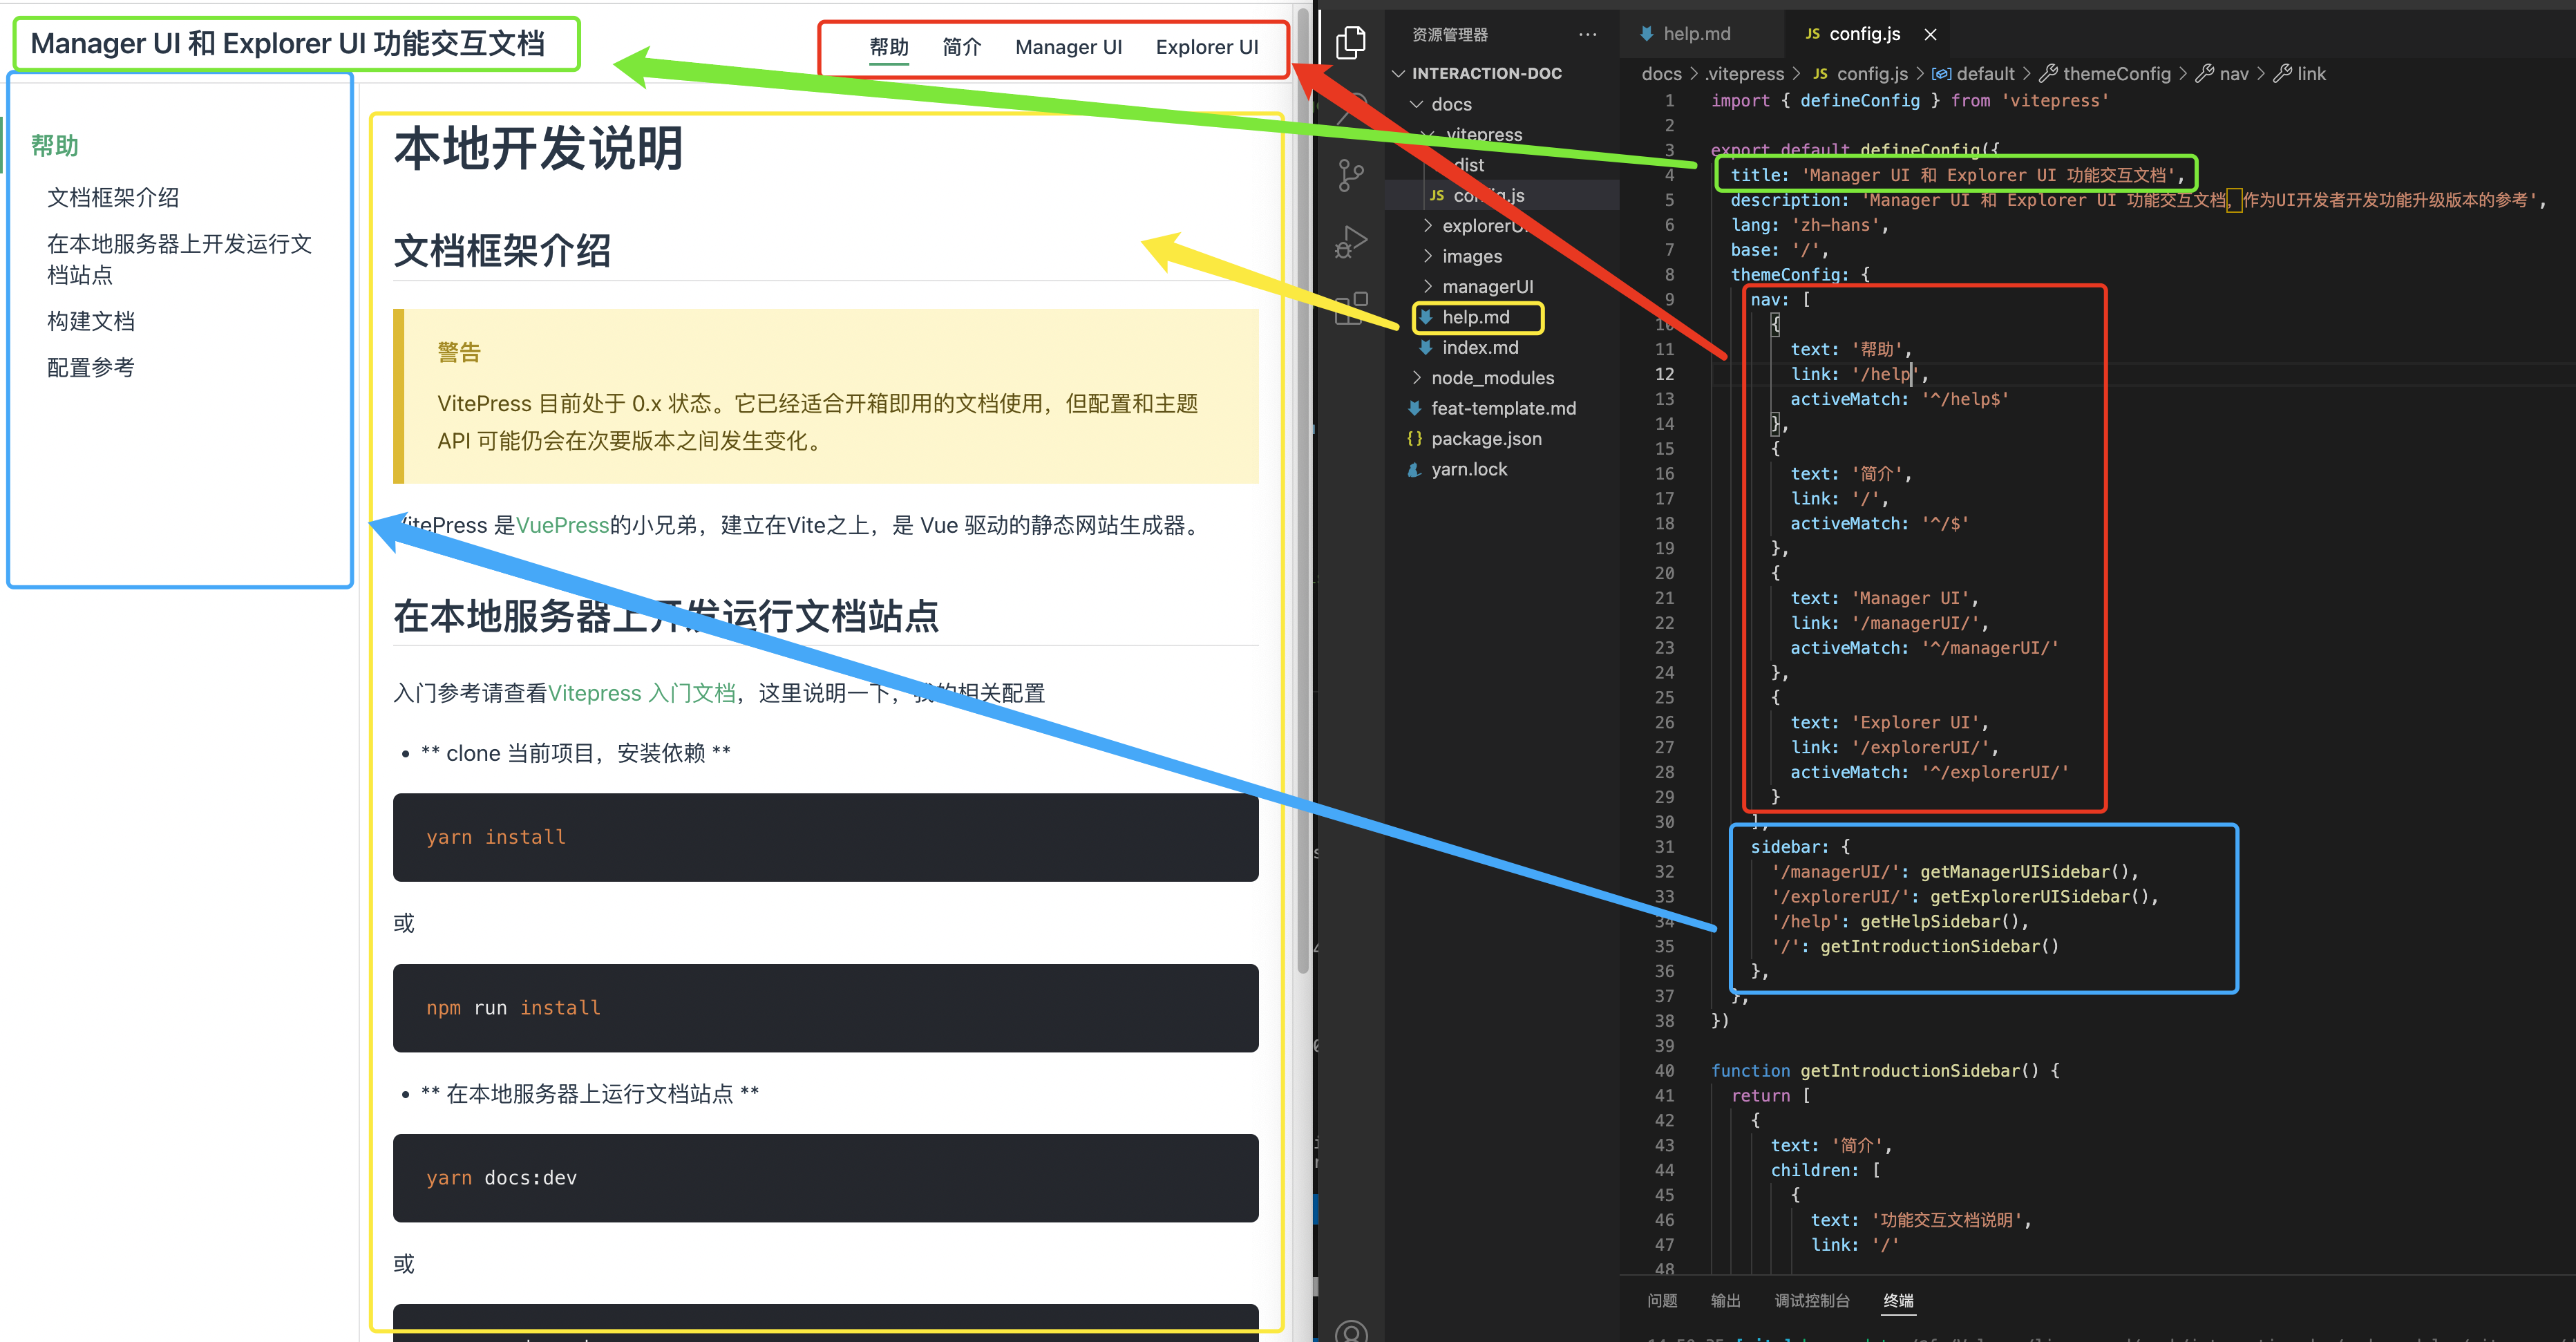 Manager UI 和 Explorer UI 功能交互文档
帮助 简介 Manager UI Explorer UI
帮助
文档框架介绍
在本地服务器上开发运行文
档站点
构建文档
配置参考
本地开发说明
文档框架介绍
警告
VitePress 目前处于 0.x 状态。它已经适合开箱即用的文档使用，但配置和主题
API 可能仍会在次要版本之间发生变化。
VitePress 是VuePress的小兄弟，建立在Vite之上，是 Vue 驱动的静态网站生成器。
在本地服务器上开发运行文档站点
入门参考请查看Vitepress 入门文档，这里说明一下，我的相关配置
• ** clone 当前项目，安装依赖 **
yarn install
或
npm run install
• ** 在本地服务器上运行文档站点 **
yarn docs:dev
或
资源管理器 ···
INTERACTION-DOC
docs
.vitepress
dist
JS config.js
explorerUI
images
managerUI
help.md
index.md
node_modules
feat-template.md
{} package.json
yarn.lock
help.md JS config.js
docs > .vitepress > JS config.js > default > themeConfig > nav > link
1 import { defineConfig } from 'vitepress'
2
3 export default defineConfig({
4 title: 'Manager UI 和 Explorer UI 功能交互文档',
5 description: 'Manager UI 和 Explorer UI 功能交互文档，作为UI开发者开发功能升级版本的参考',
6 lang: 'zh-hans',
7 base: '/',
8 themeConfig: {
9 nav: [
10 {
11 text: '帮助',
12 link: '/help',
13 activeMatch: '^/help$'
14 },
15 {
16 text: '简介',
17 link: '/',
18 activeMatch: '^/$'
19 },
20 {
21 text: 'Manager UI',
22 link: '/managerUI/',
23 activeMatch: '^/managerUI/'
24 },
25 {
26 text: 'Explorer UI',
27 link: '/explorerUI/',
28 activeMatch: '^/explorerUI/'
29 }
30 ],
31 sidebar: {
32 '/managerUI/': getManagerUISidebar(),
33 '/explorerUI/': getExplorerUISidebar(),
34 '/help': getHelpSidebar(),
35 '/': getIntroductionSidebar()
36 },
37 },
38 })
39
40 function getIntroductionSidebar() {
41 return [
42 {
43 text: '简介',
44 children: [
45 {
46 text: '功能交互文档说明',
47 link: '/'
48
问题 输出 调试控制台 终端